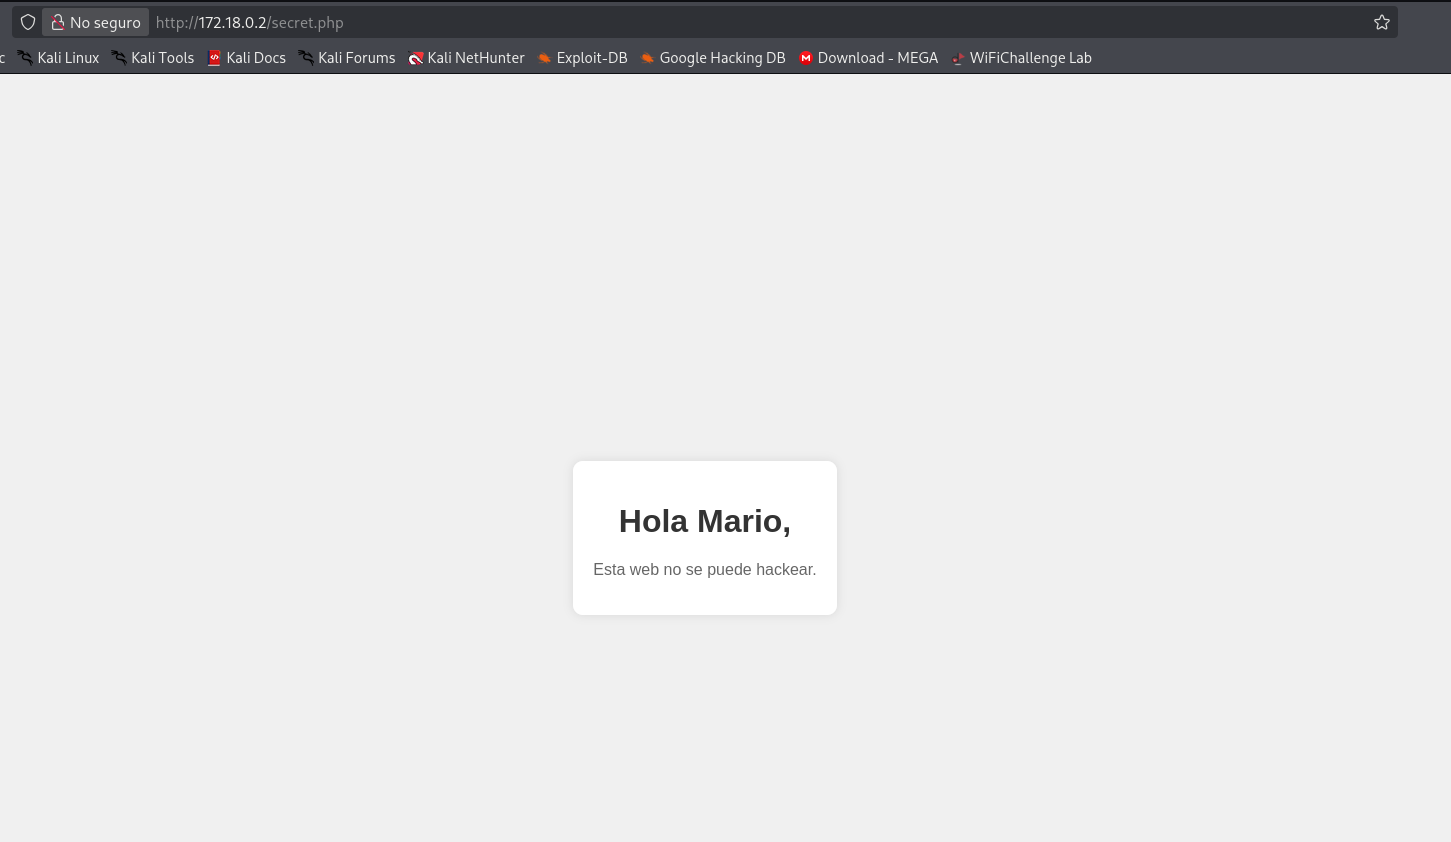 No seguro http://172.18.0.2/secret.php
c Kali Linux Kali Tools Kali Docs Kali Forums Kali NetHunter Exploit-DB Google Hacking DB Download - MEGA WiFiChallenge Lab
Hola Mario,
Esta web no se puede hackear.